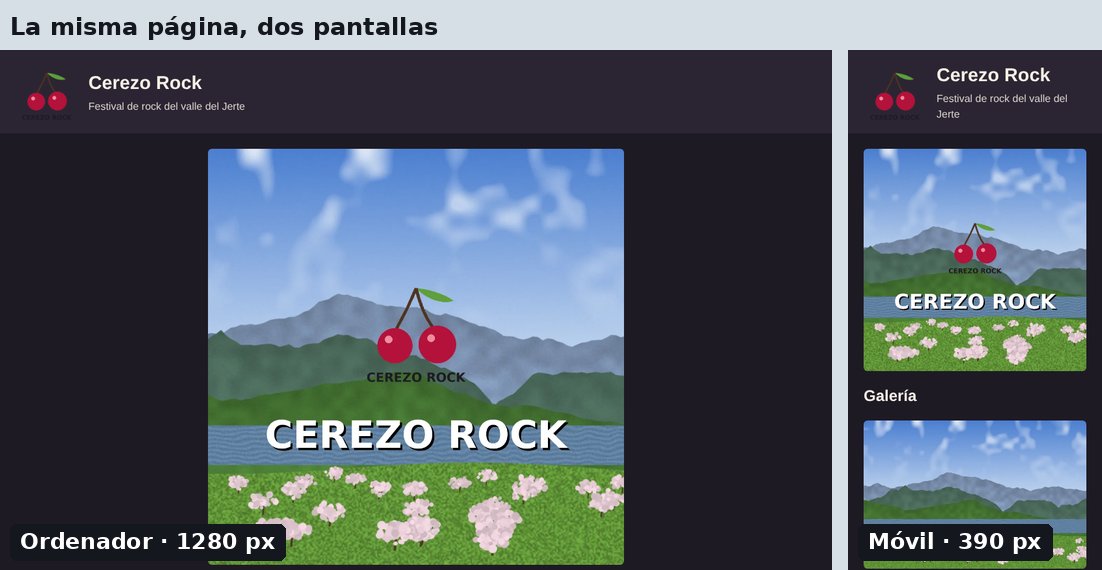 La misma página, dos pantallas
CEREZO ROCK
Cerezo Rock
Festival de rock del valle del Jerte
CEREZO ROCK
CEREZO ROCK
Ordenador · 1280 px
CEREZO ROCK
Cerezo Rock
Festival de rock del valle del
Jerte
CEREZO ROCK
CEREZO ROCK
Galería
Móvil · 390 px